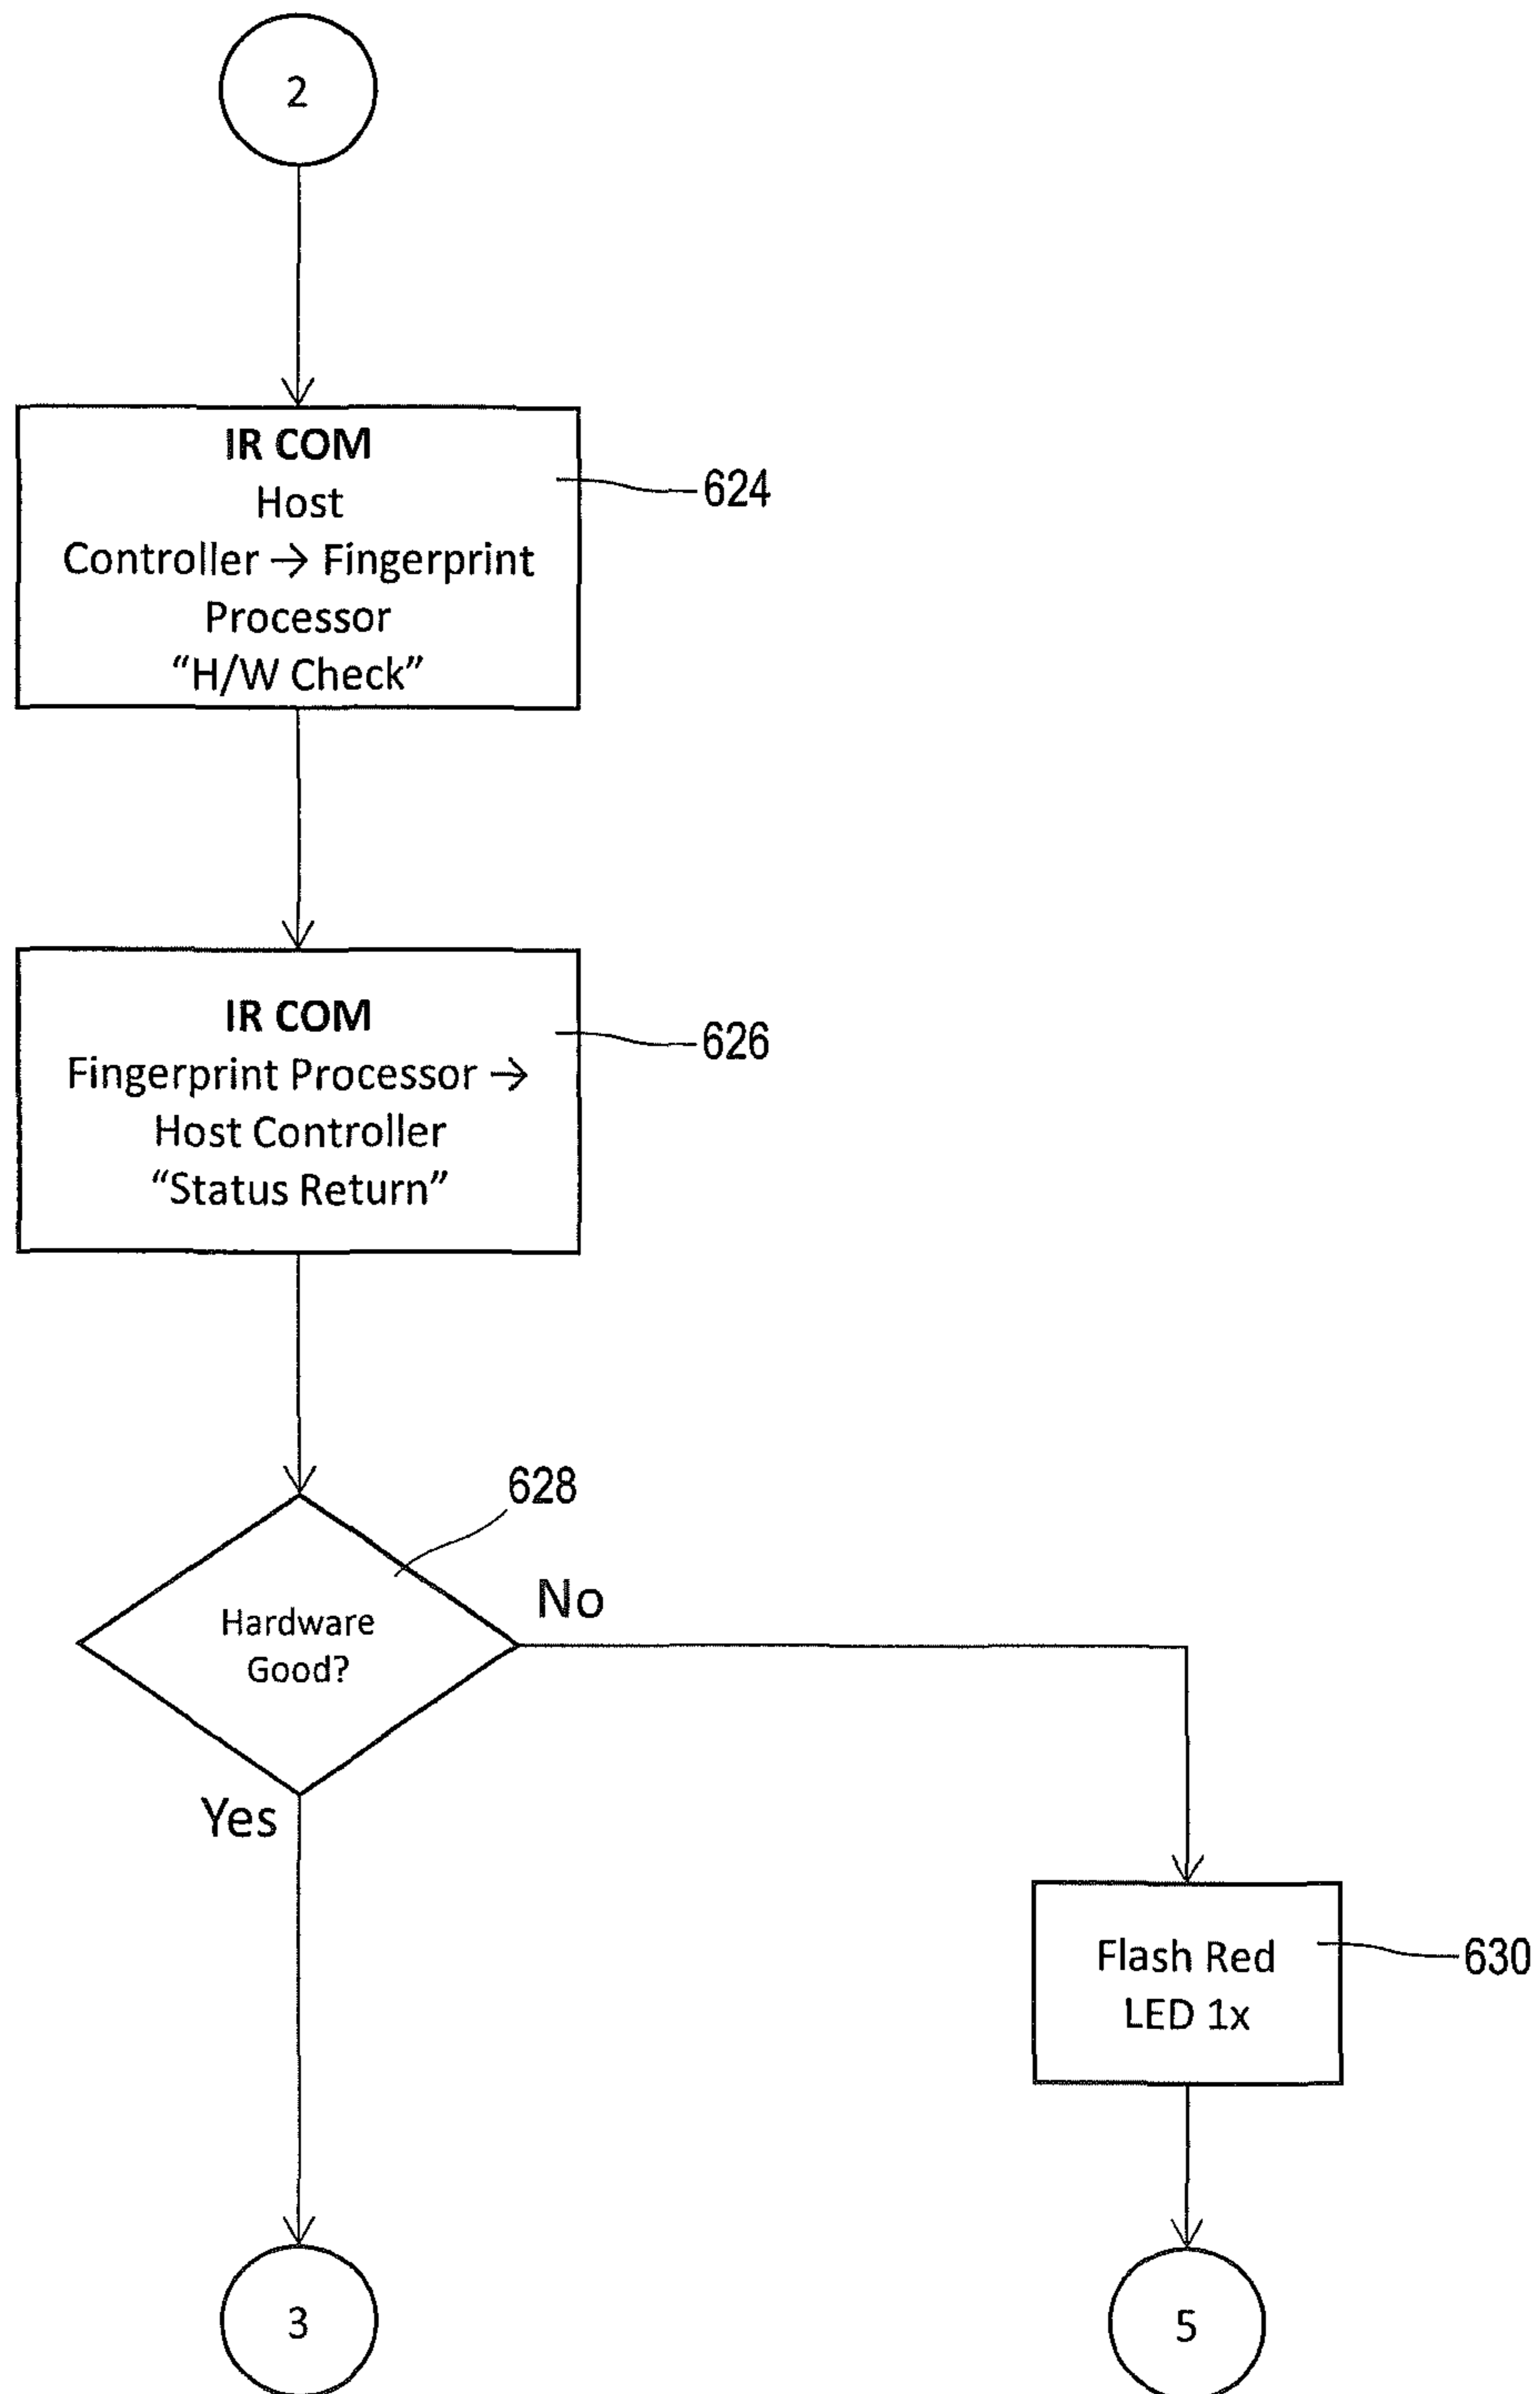 2
IR COM
Host
Controller → Fingerprint
Processor
“H/W Check”
624
IR COM
Fingerprint Processor →
Host Controller
“Status Return”
626
628
Hardware
Good?
No
Yes
Flash Red
LED 1x
630
3
5